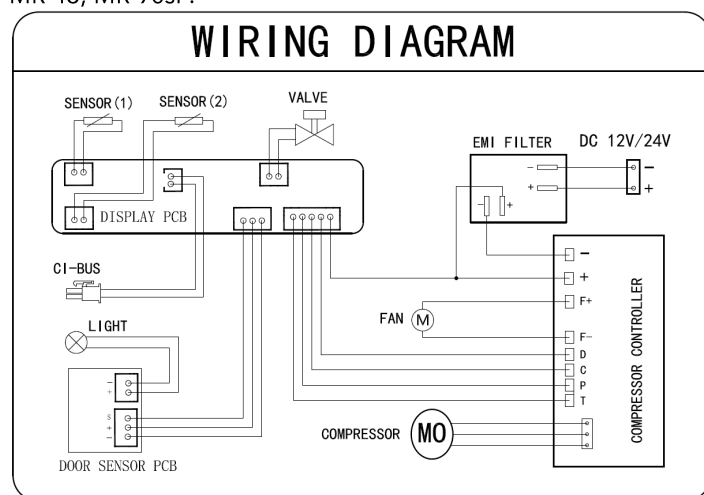 WIRING DIAGRAM
SENSOR(1)
SENSOR(2)
VALVE
EMI FILTER
DC 12V/24V
-
+
-
+
-
+
DISPLAY PCB
CI-BUS
LIGHT
-
+
S
+
-
DOOR SENSOR PCB
FAN
M
COMPRESSOR
MO
-
+
F+
F-
D
C
P
T
COMPRESSOR CONTROLLER